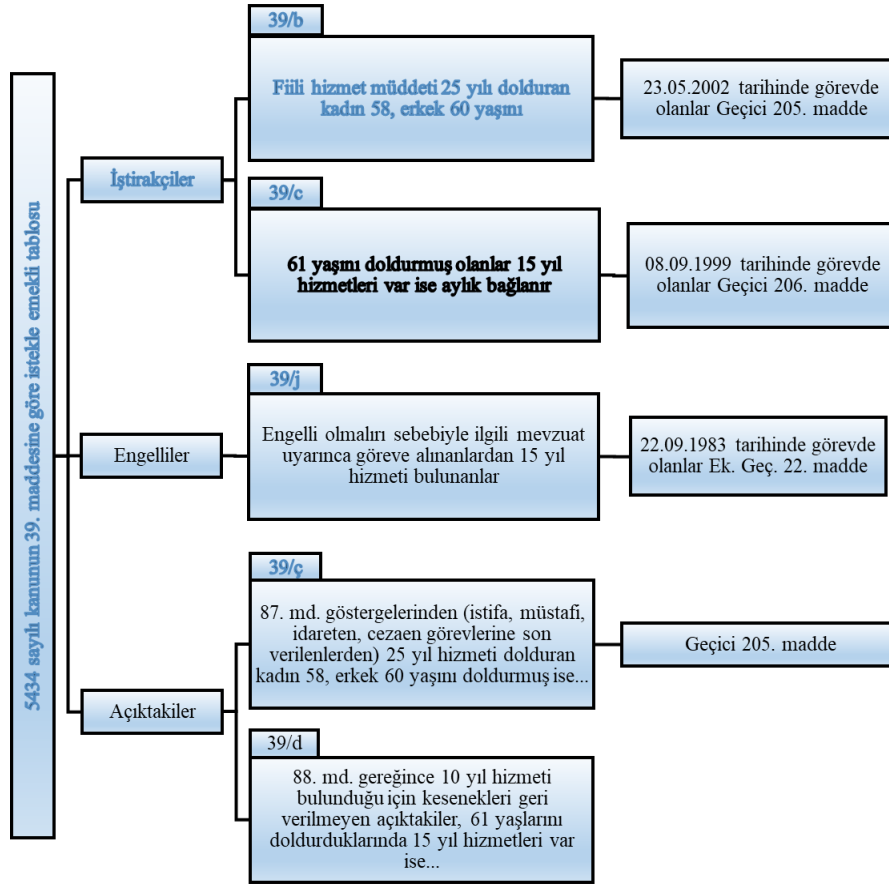 5434 sayılı kanunun 39. maddesine göre istekle emekli tablosu
İştirakçiler
39/b
Fiili hizmet müddeti 25 yılı dolduran
kadın 58, erkek 60 yaşını
23.05.2002 tarihinde görevde
olanlar Geçici 205. madde
39/c
61 yaşını doldurmuş olanlar 15 yıl
hizmetleri var ise aylık bağlanır
08.09.1999 tarihinde görevde
olanlar Geçici 206. madde
Engelliler
39/j
Engelli olmalırı sebebiyle ilgili mevzuat
uyarınca göreve alınanlardan 15 yıl
hizmeti bulunanlar
22.09.1983 tarihinde görevde
olanlar Ek. Geç. 22. madde
Açıktakiler
39/ç
87. md. göstergelerinden (istifa, müstafi,
idareten, cezaen görevlerine son
verilenlerden) 25 yıl hizmeti dolduran
kadın 58, erkek 60 yaşını doldurmuş ise...
Geçici 205. madde
39/d
88. md. gereğince 10 yıl hizmeti
bulunduğu için kesenekleri geri
verilmeyen açıktakiler, 61 yaşlarını
doldurduklarında 15 yıl hizmetleri var
ise...